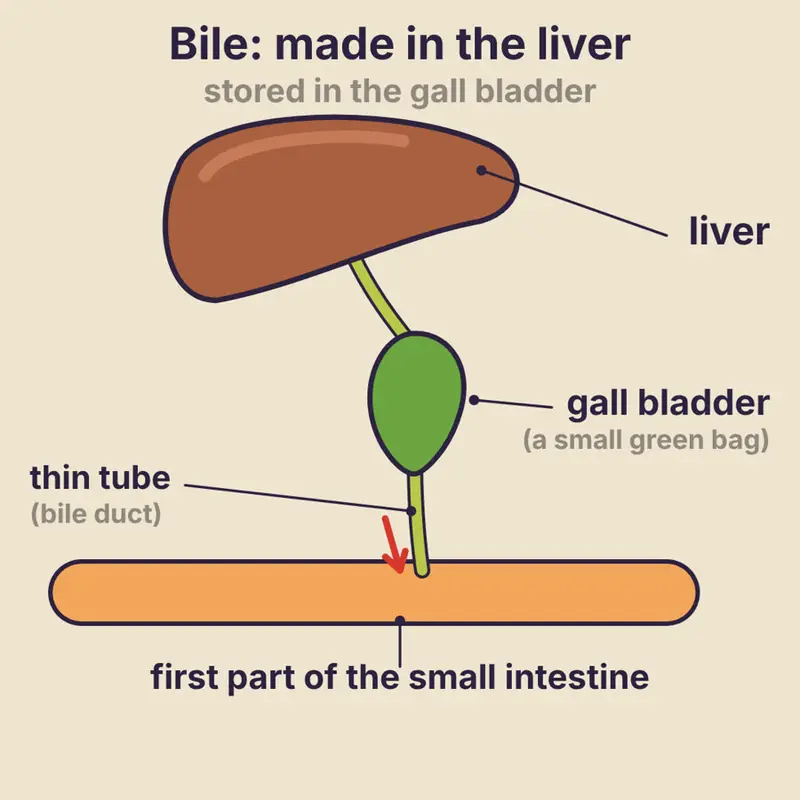 Bile: made in the liver
stored in the gall bladder
liver
gall bladder
(a small green bag)
thin tube
(bile duct)
first part of the small intestine